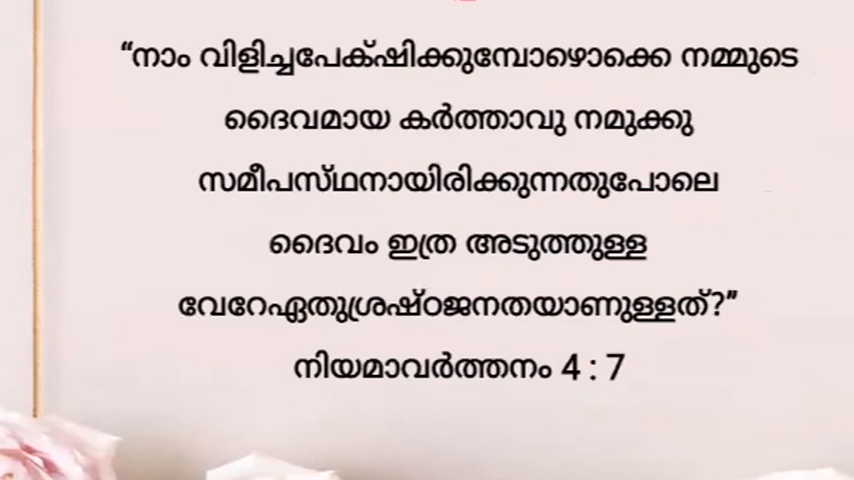 “നാം വിളിച്ചപേക്ഷിക്കുമ്പോഴൊക്കെ നമ്മുടെ
ദൈവമായ കർത്താവു നമുക്കു
സമീപസ്ഥനായിരിക്കുന്നതുപോലെ
ദൈവം ഇത്ര അടുത്തുള്ള
വേറേഏതുശ്രഷ്ഠജനതയാണുള്ളത്?”
നിയമാവർത്തനം 4 : 7